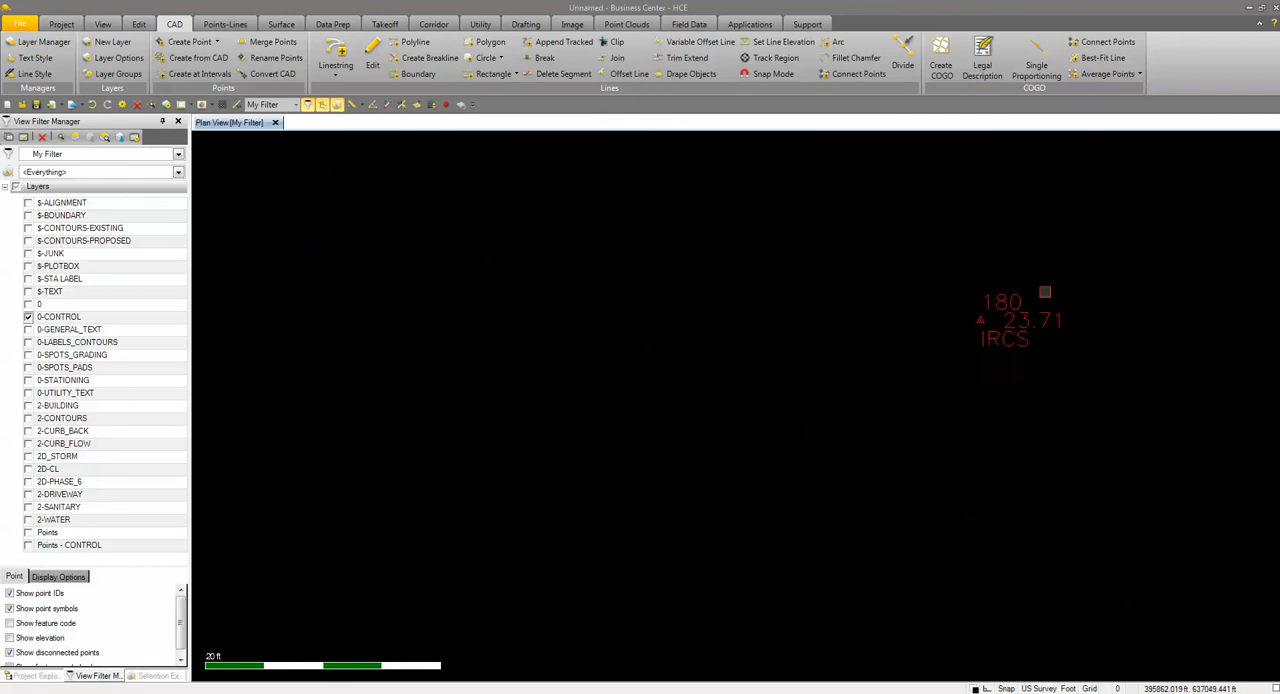 Unnamed - Business Center - HCE
File Project View Edit CAD Points-Lines Surface Data Prep Takeoff Corridor Utility Drafting Image Point Clouds Field Data Applications Support
Layer Manager New Layer Create Point Merge Points Polyline Polygon Append Tracked Clip Variable Offset Line Set Line Elevation Arc Connect Points
Text Style Layer Options Create from CAD Rename Points Linestring Edit Create Breakline Circle Break Join Trim Extend Track Region Fillet Chamfer Divide Create COGO Legal Description Single Proportioning Best-Fit Line
Line Style Layer Groups Create at Intervals Convert CAD Boundary Rectangle Delete Segment Offset Line Drape Objects Snap Mode Connect Points Average Points
Managers Layers Points Lines COGO
My Filter
View Filter Manager
Plan View[My Filter]
My Filter
<Everything>
Layers
$-ALIGNMENT
$-BOUNDARY
$-CONTOURS-EXISTING
$-CONTOURS-PROPOSED
$-JUNK
$-PLOTBOX
$-STA LABEL
$-TEXT
0
0-CONTROL
0-GENERAL_TEXT
0-LABELS_CONTOURS
0-SPOTS_GRADING
0-SPOTS_PADS
0-STATIONING
0-UTILITY_TEXT
2-BUILDING
2-CONTOURS
2-CURB_BACK
2-CURB_FLOW
2D_STORM
2D-CL
2D-PHASE_6
2-DRIVEWAY
2-SANITARY
2-WATER
Points
Points - CONTROL
180
23.71
IRCS
Point Display Options
Show point IDs
Show point symbols
Show feature code
Show elevation
Show disconnected points
20 ft
Project Explo... View Filter M... Selection Ex...
Snap US Survey Foot Grid 0 395862.019 ft, 637049.441 ft